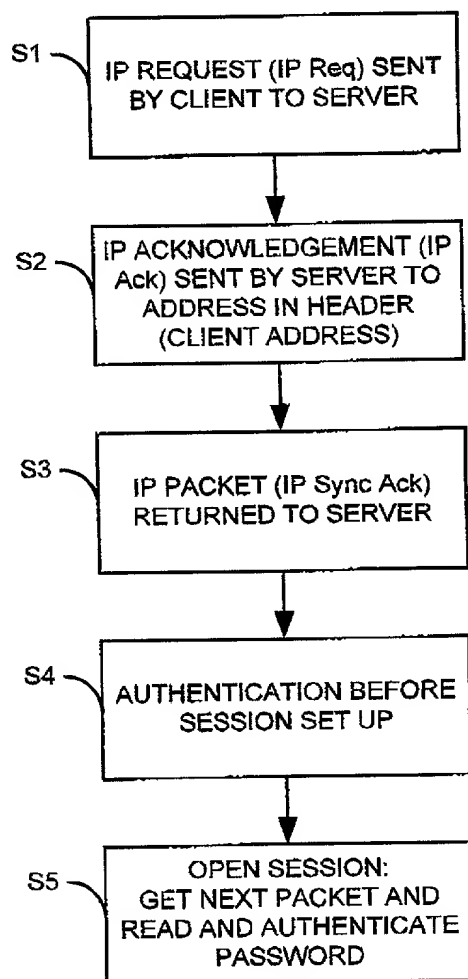 S1
IP REQUEST (IP Req) SENT
BY CLIENT TO SERVER
S2
IP ACKNOWLEDGEMENT (IP
Ack) SENT BY SERVER TO
ADDRESS IN HEADER
(CLIENT ADDRESS)
S3
IP PACKET (IP Sync Ack)
RETURNED TO SERVER
S4
AUTHENTICATION BEFORE
SESSION SET UP
S5
OPEN SESSION:
GET NEXT PACKET AND
READ AND AUTHENTICATE
PASSWORD